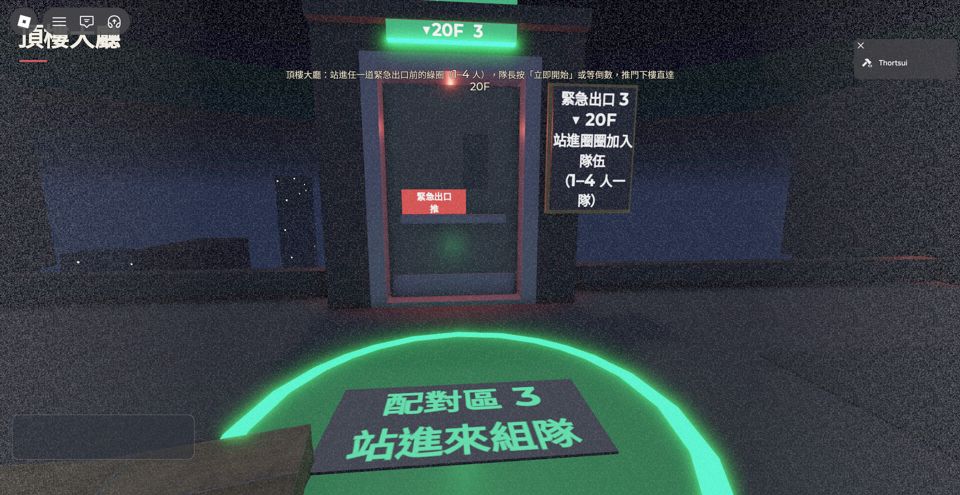 頂樓大廳
▼20F 3
Thortsui
頂樓大廳：站進任一道緊急出口前的綠圈（1–4 人），隊長按「立即開始」或等倒數，推門下樓直達
20F
緊急出口 3
▼ 20F
站進圈圈加入
隊伍
（1–4 人一
隊）
緊急出口
推
配對區 3
站進來組隊